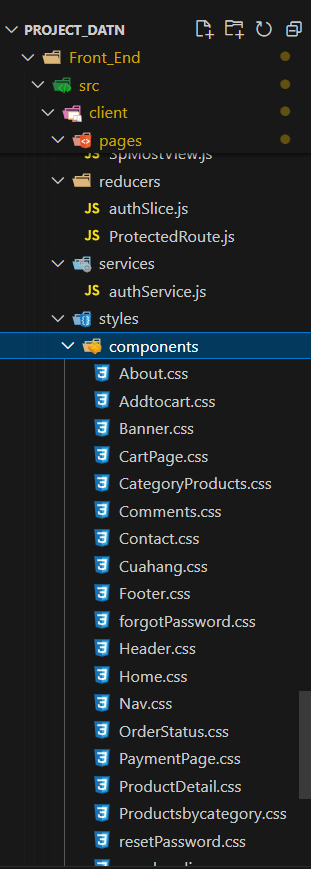 PROJECT_DATN
Front_End
src
client
pages
SpMostView.js
reducers
JS authSlice.js
JS ProtectedRoute.js
services
JS authService.js
styles
components
About.css
Addtocart.css
Banner.css
CartPage.css
CategoryProducts.css
Comments.css
Contact.css
Cuahang.css
Footer.css
forgotPassword.css
Header.css
Home.css
Nav.css
OrderStatus.css
PaymentPage.css
ProductDetail.css
Productsbycategory.css
resetPassword.css